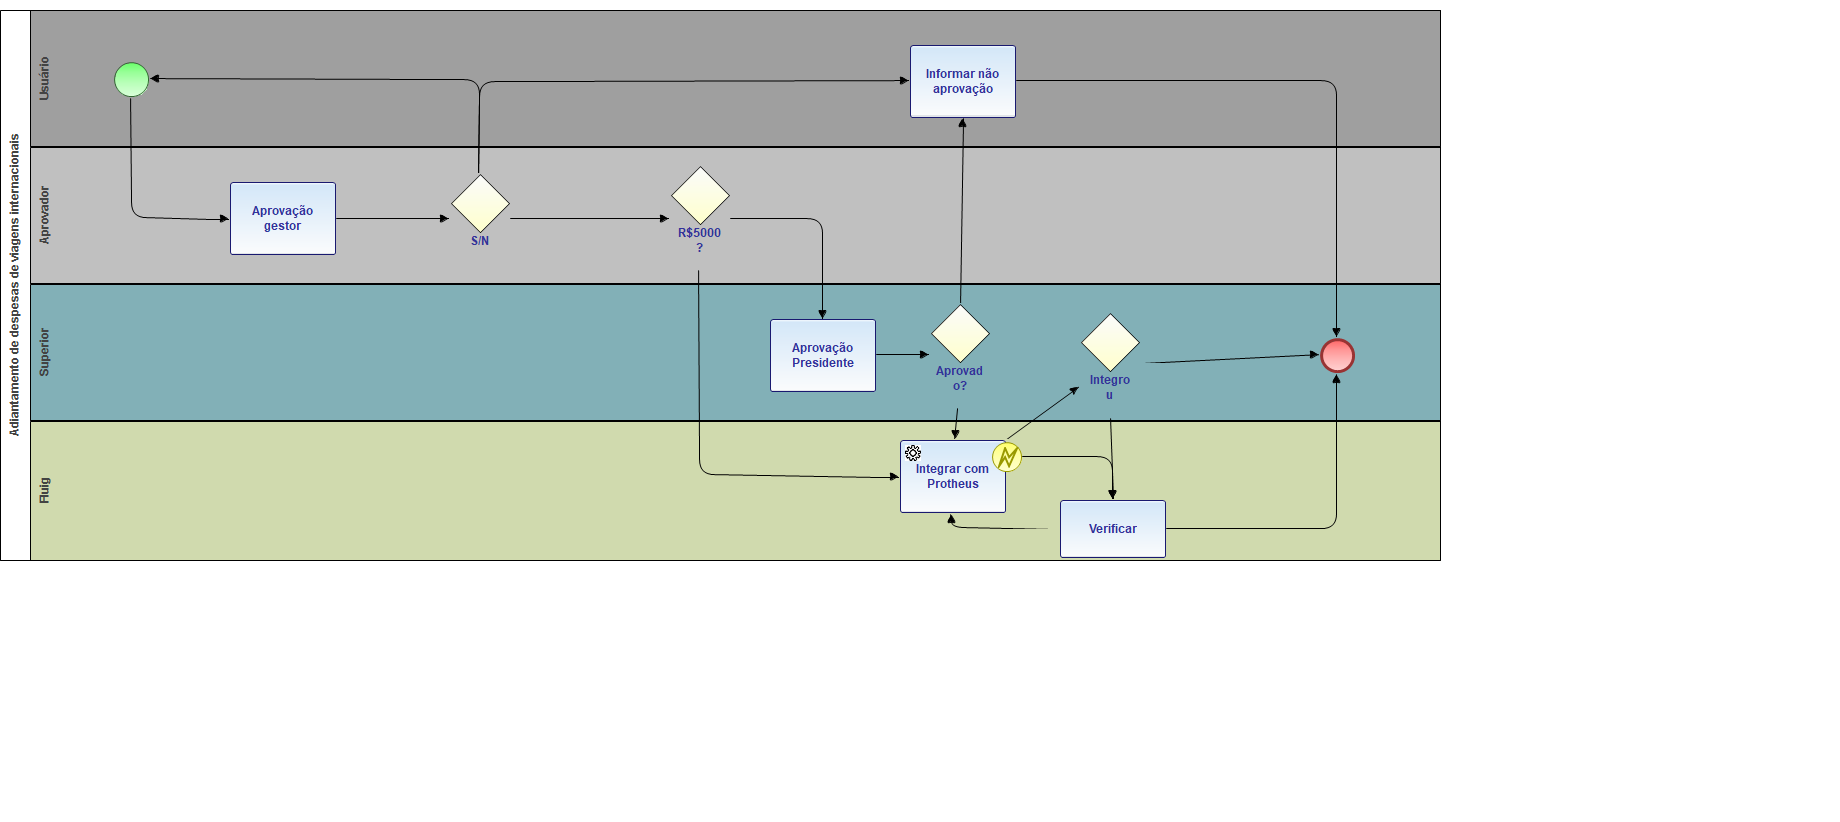 Adiantamento de despesas de viagens internacionais
Usuário
Informar não
aprovação
Aprovador
Aprovação
gestor
S/N
R$5000
?
Superior
Aprovação
Presidente
Aprovad
o?
Integro
u
Fluig
Integrar com
Protheus
Verificar